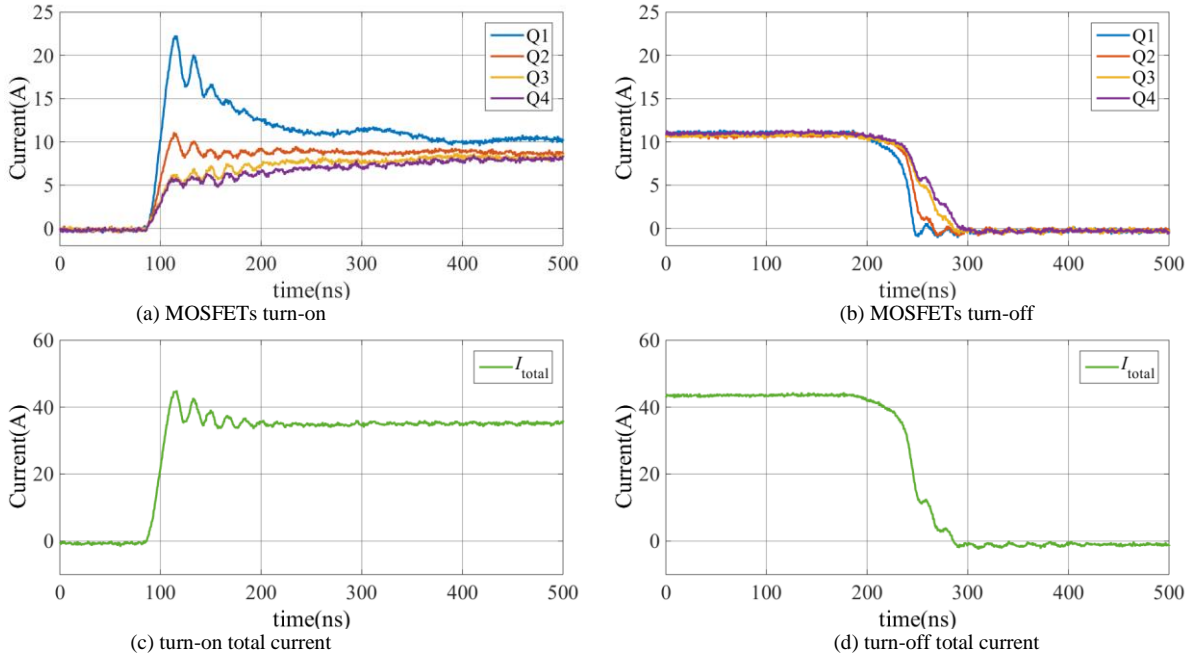 25
20
15
10
5
0
Current(A)
Q1
Q2
Q3
Q4
0 100 200 300 400 500
time(ns)
(a) MOSFETs turn-on
25
20
15
10
5
0
Current(A)
Q1
Q2
Q3
Q4
0 100 200 300 400 500
time(ns)
(b) MOSFETs turn-off
60
40
20
0
Current(A)
Itotal
0 100 200 300 400 500
time(ns)
(c) turn-on total current
60
40
20
0
Current(A)
Itotal
0 100 200 300 400 500
time(ns)
(d) turn-off total current